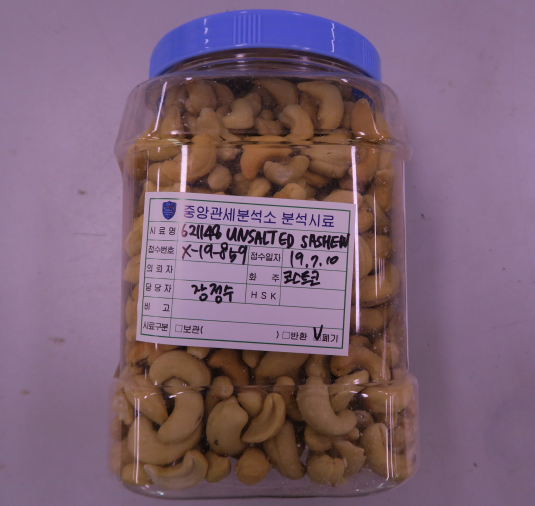 중앙관세분석소 분석시료
시료명 621148 UNSALTED SASHEW
접수번호 X-19-869 접수일자 19.7.10
의뢰자 화 주 코스트코
담당자 강정수 HSK
비 고
시료구분 □보관( ) □반환 V폐기